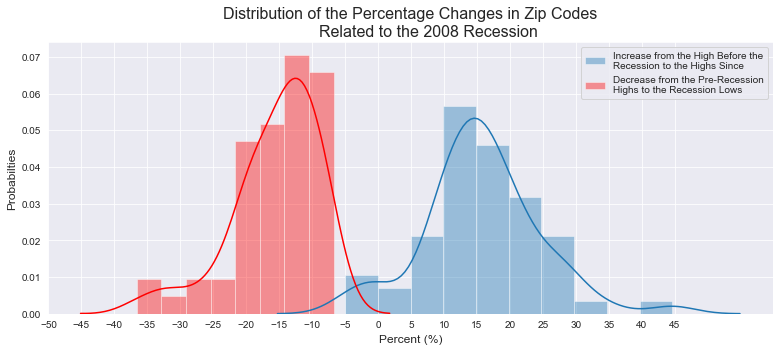 Distribution of the Percentage Changes in Zip Codes
Related to the 2008 Recession
Increase from the High Before the
Recession to the Highs Since
Decrease from the Pre-Recession
Highs to the Recession Lows
Probabilties
0.07
0.06
0.05
0.04
0.03
0.02
0.01
0.00
−50 −45 −40 −35 −30 −25 −20 −15 −10 −5 0 5 10 15 20 25 30 35 40 45
Percent (%)